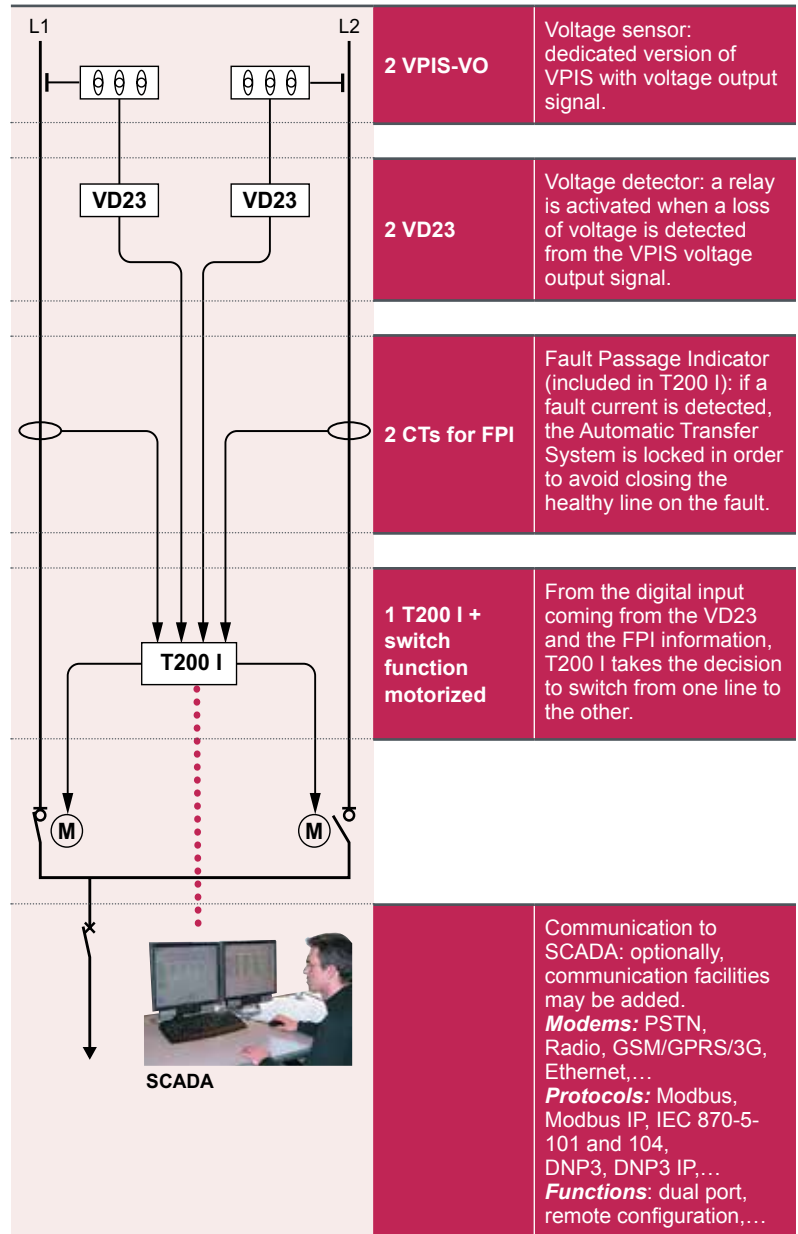 L1
L2
2 VPIS-VO
Voltage sensor:
dedicated version of
VPIS with voltage output
signal.
VD23
VD23
2 VD23
Voltage detector: a relay
is activated when a loss
of voltage is detected
from the VPIS voltage
output signal.
2 CTs for FPI
Fault Passage Indicator
(included in T200 I): if a
fault current is detected,
the Automatic Transfer
System is locked in order
to avoid closing the
healthy line on the fault.
T200 I
1 T200 I +
switch
function
motorized
From the digital input
coming from the VD23
and the FPI information,
T200 I takes the decision
to switch from one line to
the other.
M
M
SCADA
Communication to
SCADA: optionally,
communication facilities
may be added.
Modems: PSTN,
Radio, GSM/GPRS/3G,
Ethernet,…
Protocols: Modbus,
Modbus IP, IEC 870-5-
101 and 104,
DNP3, DNP3 IP,…
Functions: dual port,
remote configuration,…